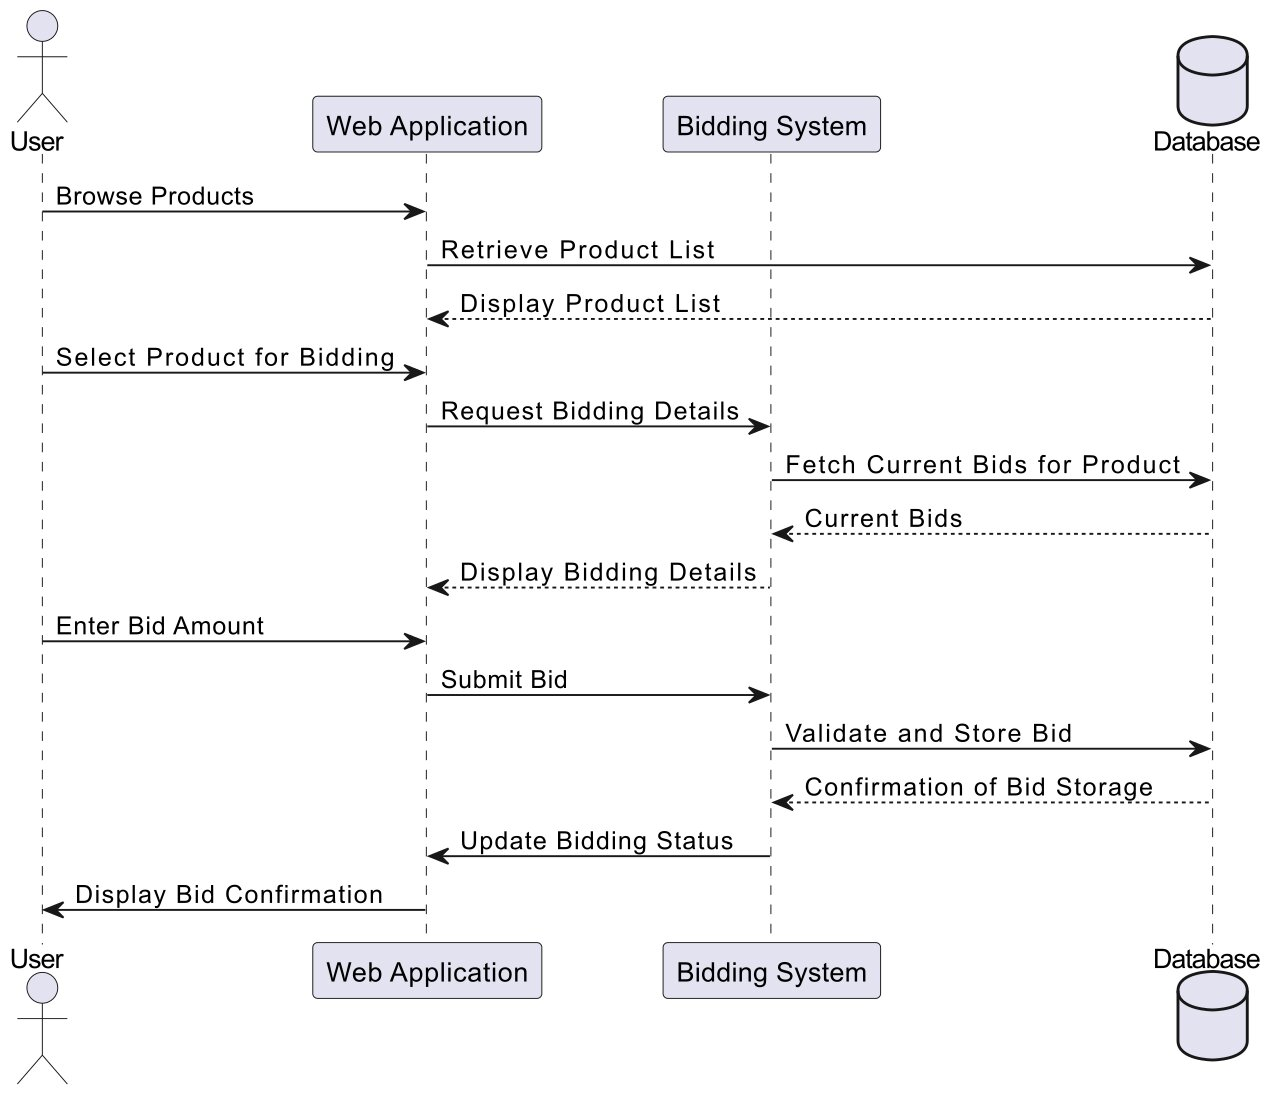 User
Web Application
Bidding System
Database
Browse Products
Retrieve Product List
Display Product List
Select Product for Bidding
Request Bidding Details
Fetch Current Bids for Product
Current Bids
Display Bidding Details
Enter Bid Amount
Submit Bid
Validate and Store Bid
Confirmation of Bid Storage
Update Bidding Status
Display Bid Confirmation
User
Web Application
Bidding System
Database